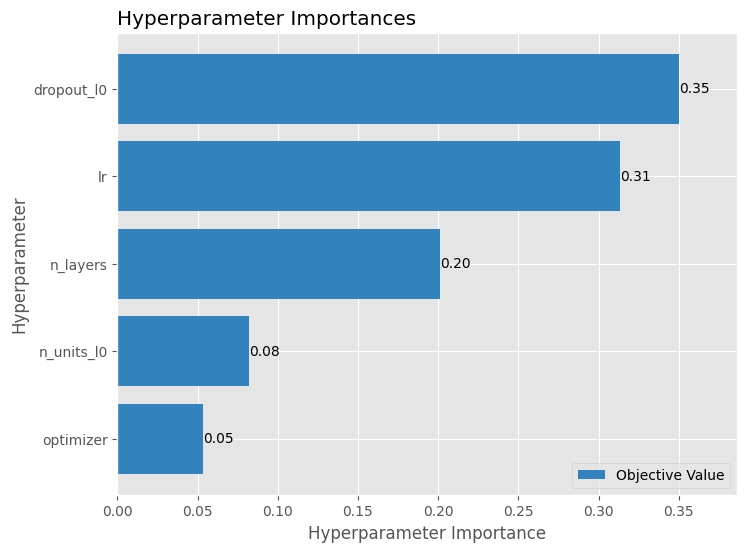 Hyperparameter Importances
Hyperparameter
dropout_l0
0.35
lr
0.31
n_layers
0.20
n_units_l0
0.08
optimizer
0.05
Objective Value
0.00 0.05 0.10 0.15 0.20 0.25 0.30 0.35
Hyperparameter Importance